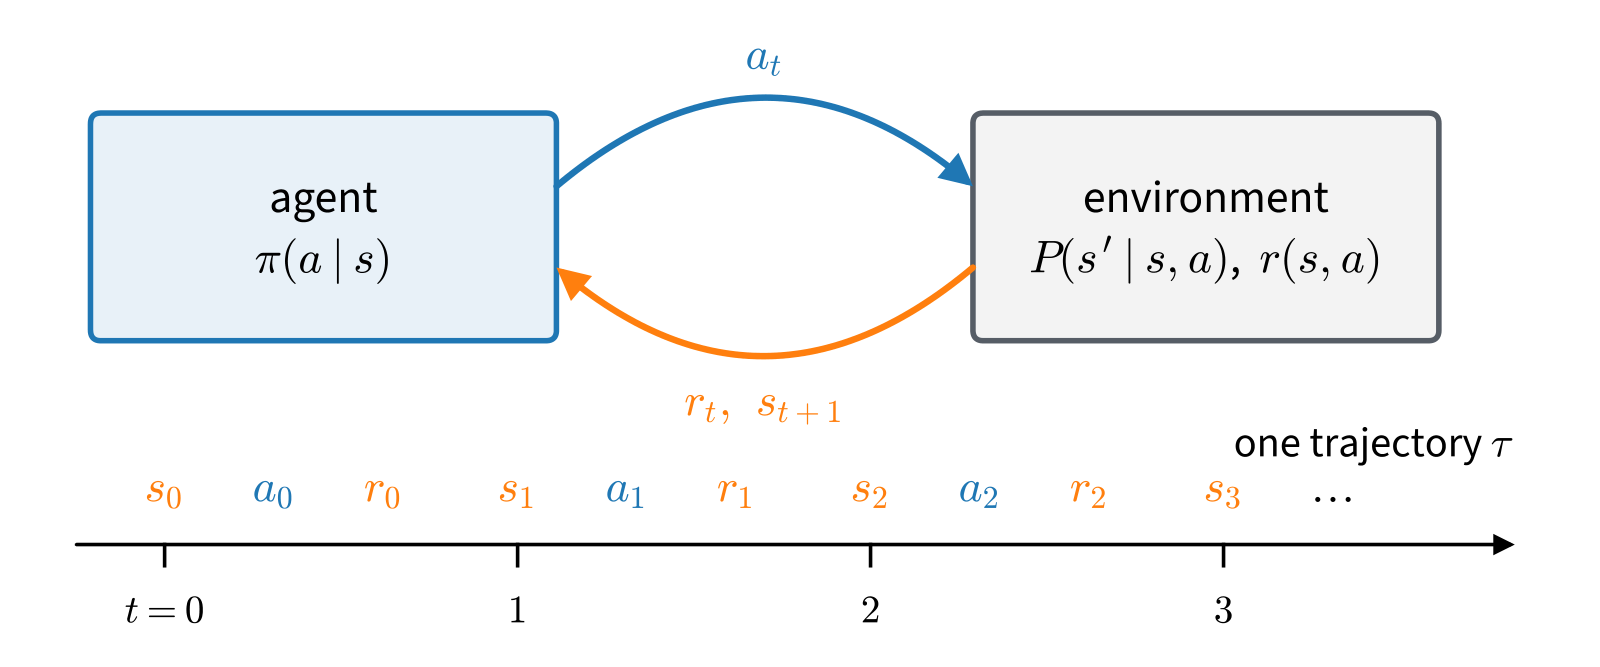 a_t
agent
π(a | s)
environment
P(s′ | s, a), r(s, a)
r_t, s_{t+1}
one trajectory τ
s_0 a_0 r_0 s_1 a_1 r_1 s_2 a_2 r_2 s_3 …
t = 0 1 2 3